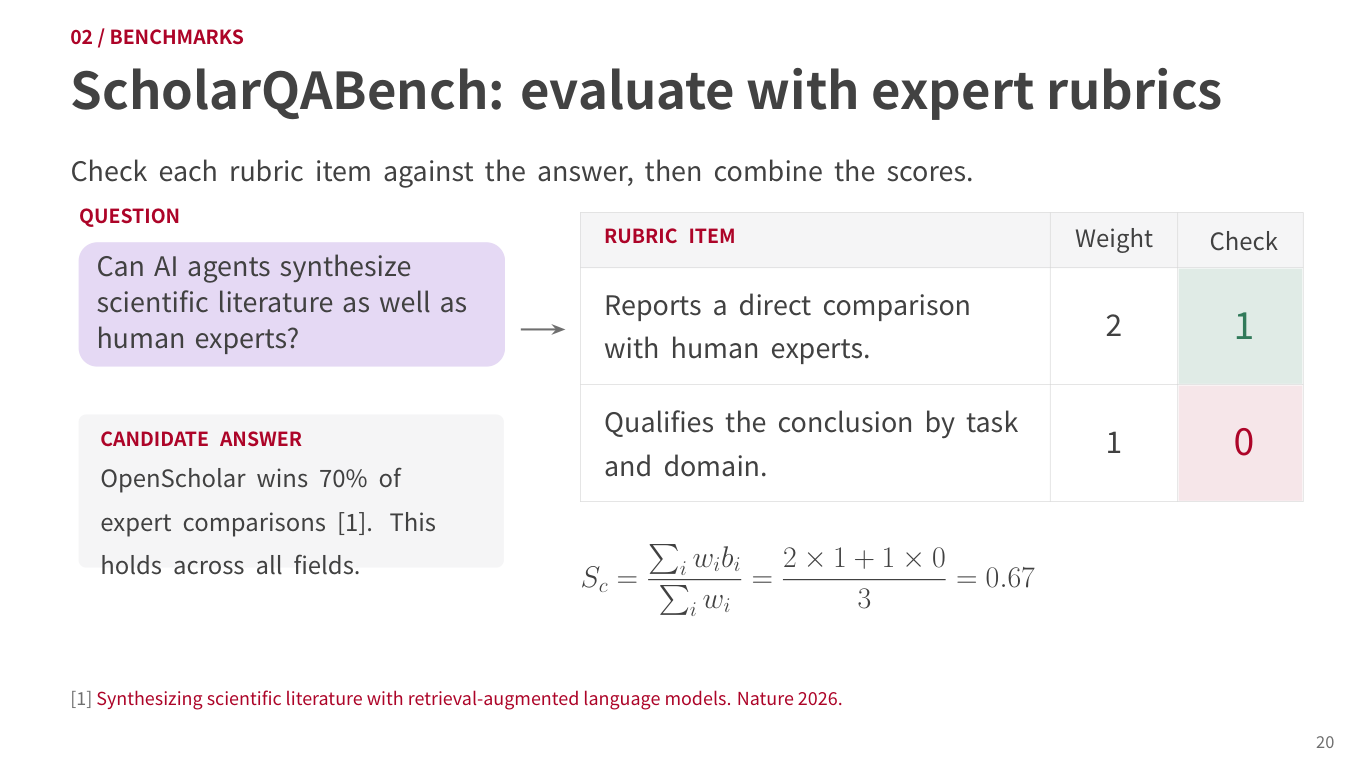 02 / BENCHMARKS
ScholarQABench: evaluate with expert rubrics
Check each rubric item against the answer, then combine the scores.
QUESTION
Can AI agents synthesize
scientific literature as well as
human experts?
CANDIDATE ANSWER
OpenScholar wins 70% of
expert comparisons [1]. This
holds across all fields.
RUBRIC ITEM Weight Check
Reports a direct comparison
with human experts.
2 1
Qualifies the conclusion by task
and domain.
1 0
S_c = ∑_i w_i b_i / ∑_i w_i = 2 × 1 + 1 × 0 / 3 = 0.67
[1] Synthesizing scientific literature with retrieval-augmented language models. Nature 2026.
20